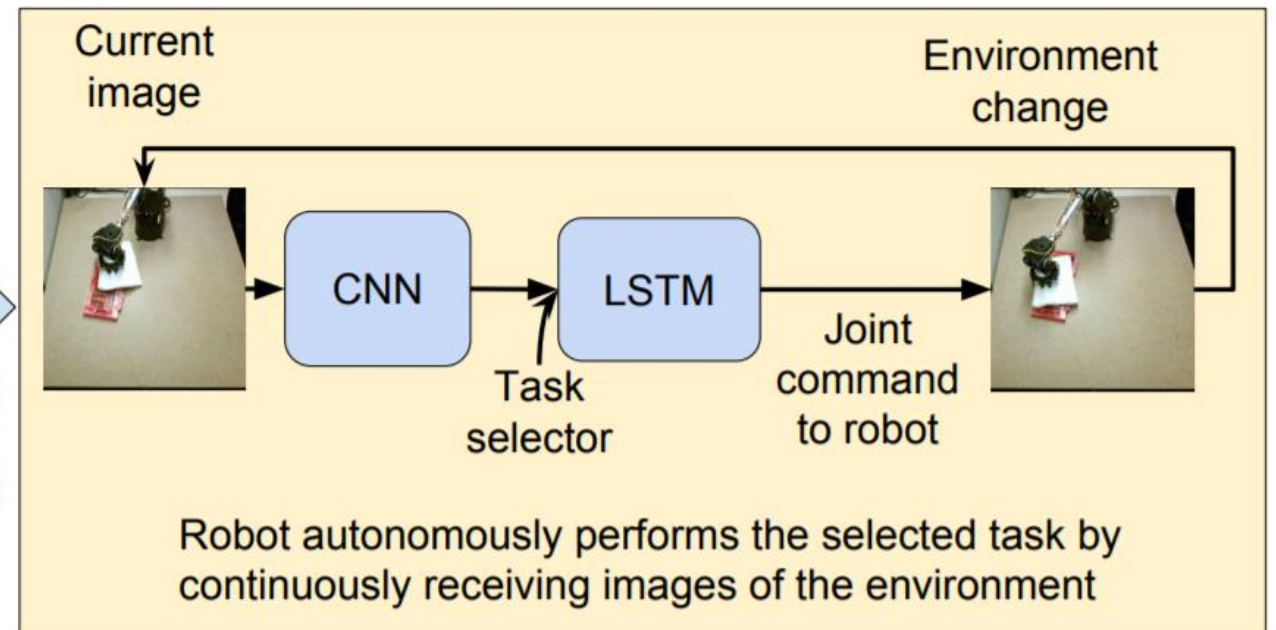 Current
image
Environment
change
CNN
LSTM
Task
selector
Joint
command
to robot
Robot autonomously performs the selected task by
continuously receiving images of the environment